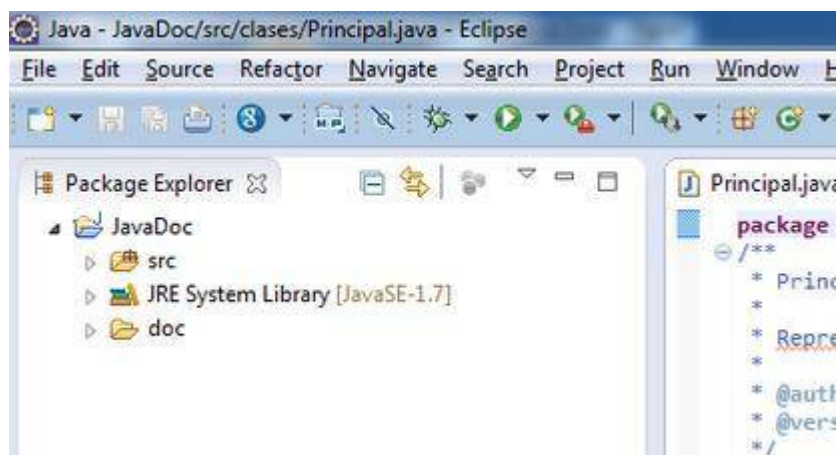 Java - JavaDoc/src/clases/Principal.java - Eclipse
File Edit Source Refactor Navigate Search Project Run Window
Package Explorer
JavaDoc
src
JRE System Library [JavaSE-1.7]
doc
Principal.java
package
/**
* Princ
*
* Repre
*
* @auth
* @vers
*/